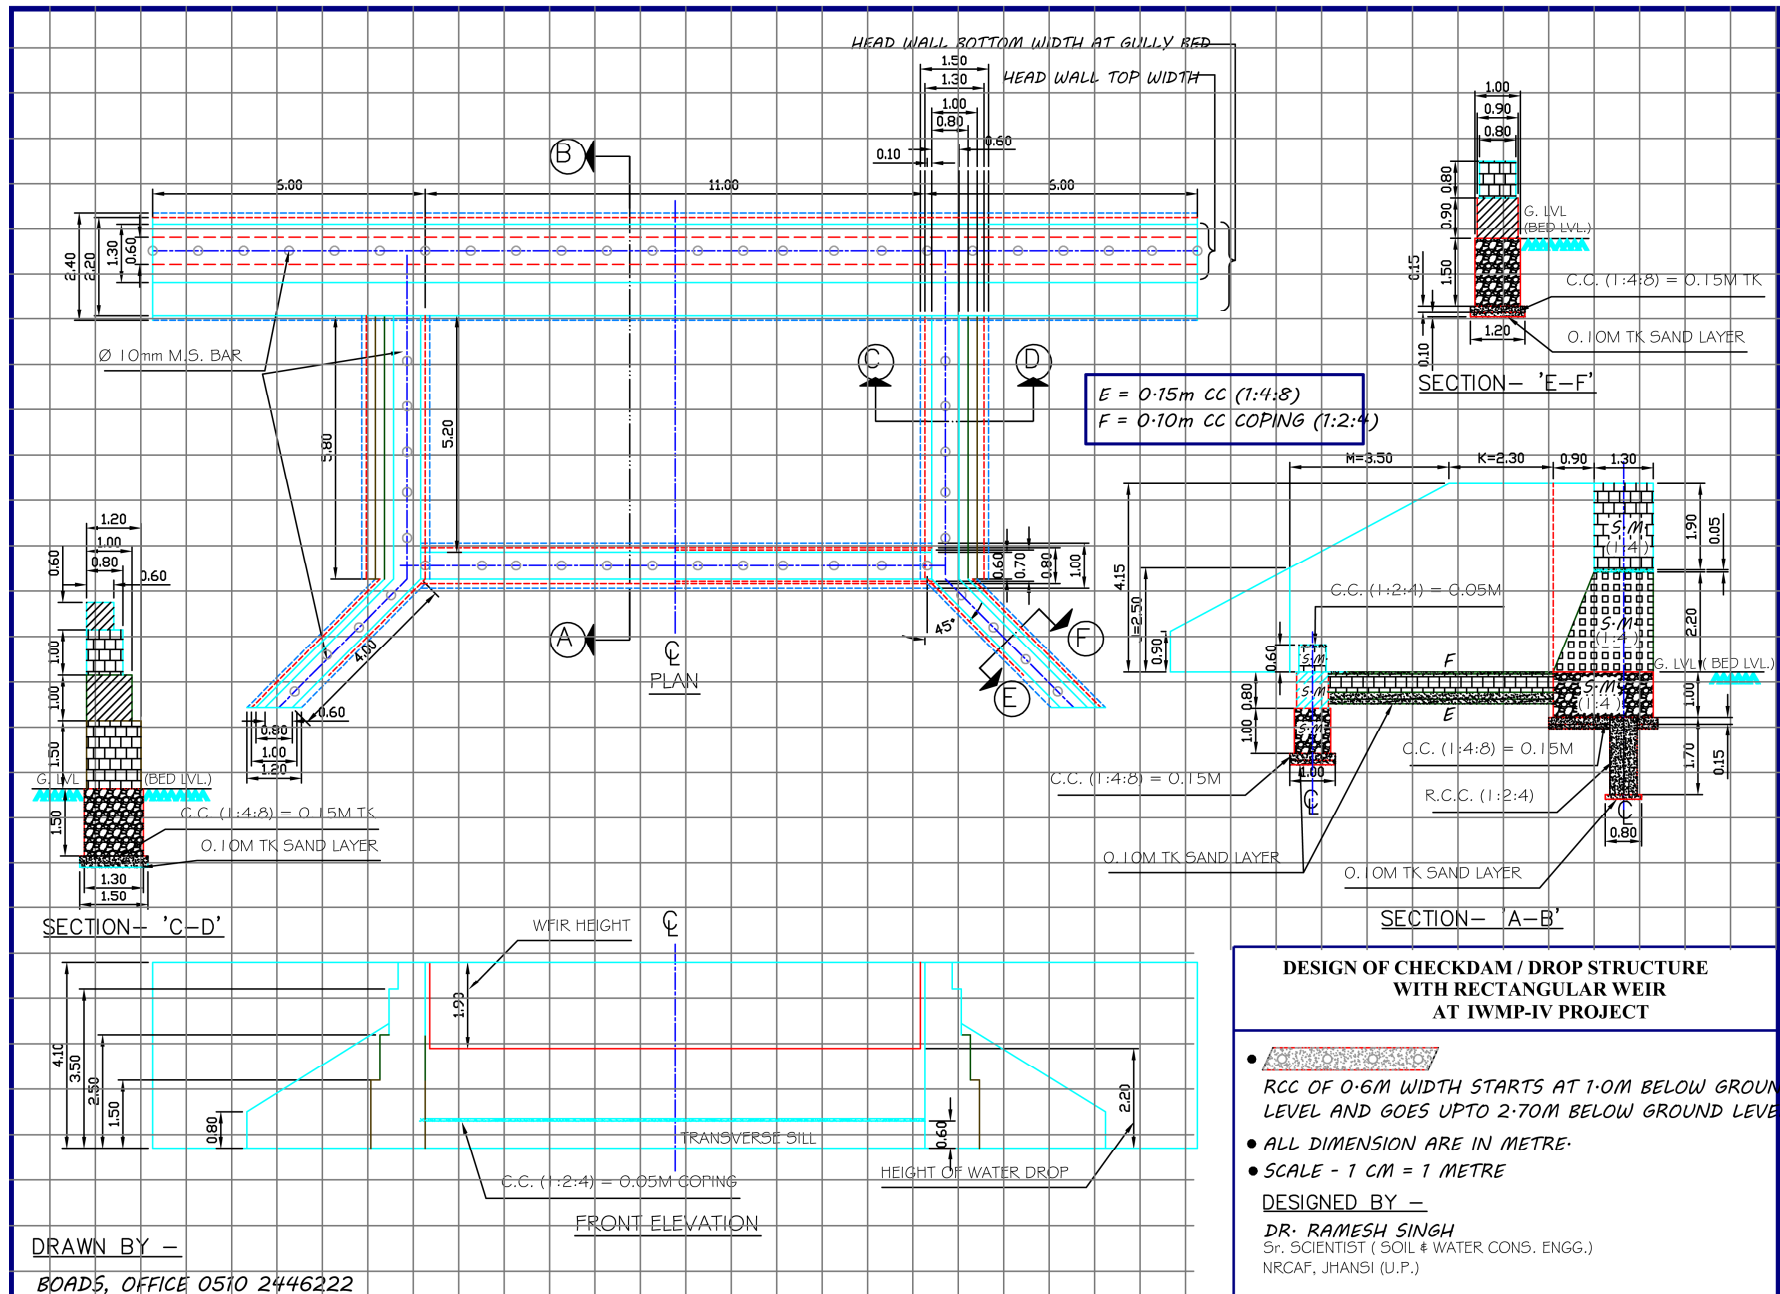 HEAD WALL BOTTOM WIDTH AT GULLY BED
1.50
HEAD WALL TOP WIDTH
1.30
1.00
0.80
0.60
0.10
B
6.00
11.00
6.00
2.40
2.20
1.30
0.60
Ø 10mm M.S. BAR
5.80
5.20
C
D
E = 0·15m CC (1:4:8)
F = 0·10m CC COPING (1:2:4)
0.60
0.70
0.80
1.00
4.00
45°
A
F
E
CL
PLAN
0.60
0.80
1.00
1.20
1.00
0.90
0.80
0.80
0.90
G. LVL
(BED LVL.)
1.50
0.15
C.C. (1:4:8) = 0.15M TK
0.10M TK SAND LAYER
1.20
0.10
SECTION– 'E–F'
1.20
1.00
0.80
0.60
0.60
1.00
1.00
1.50
G. LVL
(BED LVL.)
1.50
C.C. (1:4:8) = 0.15M TK
0.10M TK SAND LAYER
1.30
1.50
SECTION– 'C–D'
M=3.50
K=2.30
0.90
1.30
4.15
=2.50
0.90
0.60
0.80
1.00
C.C. (1:2:4) = 0.05M
S·M·
(1:4)
1.90
0.05
S·M
(1:4)
2.20
G. LVL ( BED LVL.)
F
S·M
S·M
S·M
S·M·
(1:4)
1.00
E
C.C. (1:4:8) = 0.15M
C.C. (1:4:8) = 0.15M
1.00
1.70
0.15
R.C.C. (1:2:4)
CL
CL
0.80
0.10M TK SAND LAYER
0.10M TK SAND LAYER
SECTION– 'A–B'
WEIR HEIGHT
CL
4.10
3.50
2.50
1.50
0.80
1.90
2.20
0.60
TRANSVERSE SILL
C.C. (1:2:4) = 0.05M COPING
HEIGHT OF WATER DROP
FRONT ELEVATION
DRAWN BY –
BOADS, OFFICE 0510 2446222
DESIGN OF CHECKDAM / DROP STRUCTURE
WITH RECTANGULAR WEIR
AT IWMP-IV PROJECT
RCC OF 0·6M WIDTH STARTS AT 1·0M BELOW GROUN
LEVEL AND GOES UPTO 2·70M BELOW GROUND LEVE
ALL DIMENSION ARE IN METRE·
SCALE - 1 CM = 1 METRE
DESIGNED BY –
DR· RAMESH SINGH
Sr. SCIENTIST ( SOIL & WATER CONS. ENGG.)
NRCAF, JHANSI (U.P.)